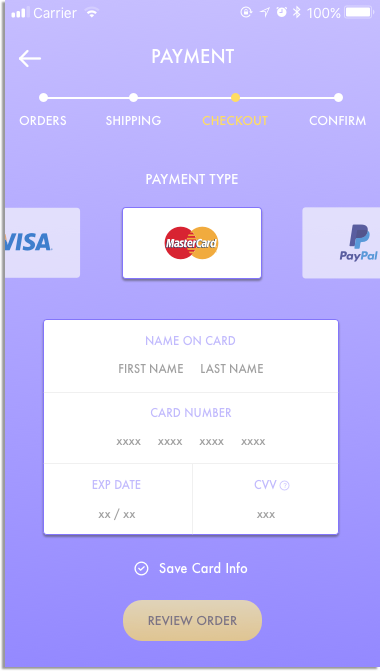 Carrier 100%
PAYMENT
ORDERS SHIPPING CHECKOUT CONFIRM
PAYMENT TYPE
VISA MasterCard PayPal
NAME ON CARD
FIRST NAME LAST NAME
CARD NUMBER
xxxx xxxx xxxx xxxx
EXP DATE CVV ?
xx / xx xxx
Save Card Info
REVIEW ORDER